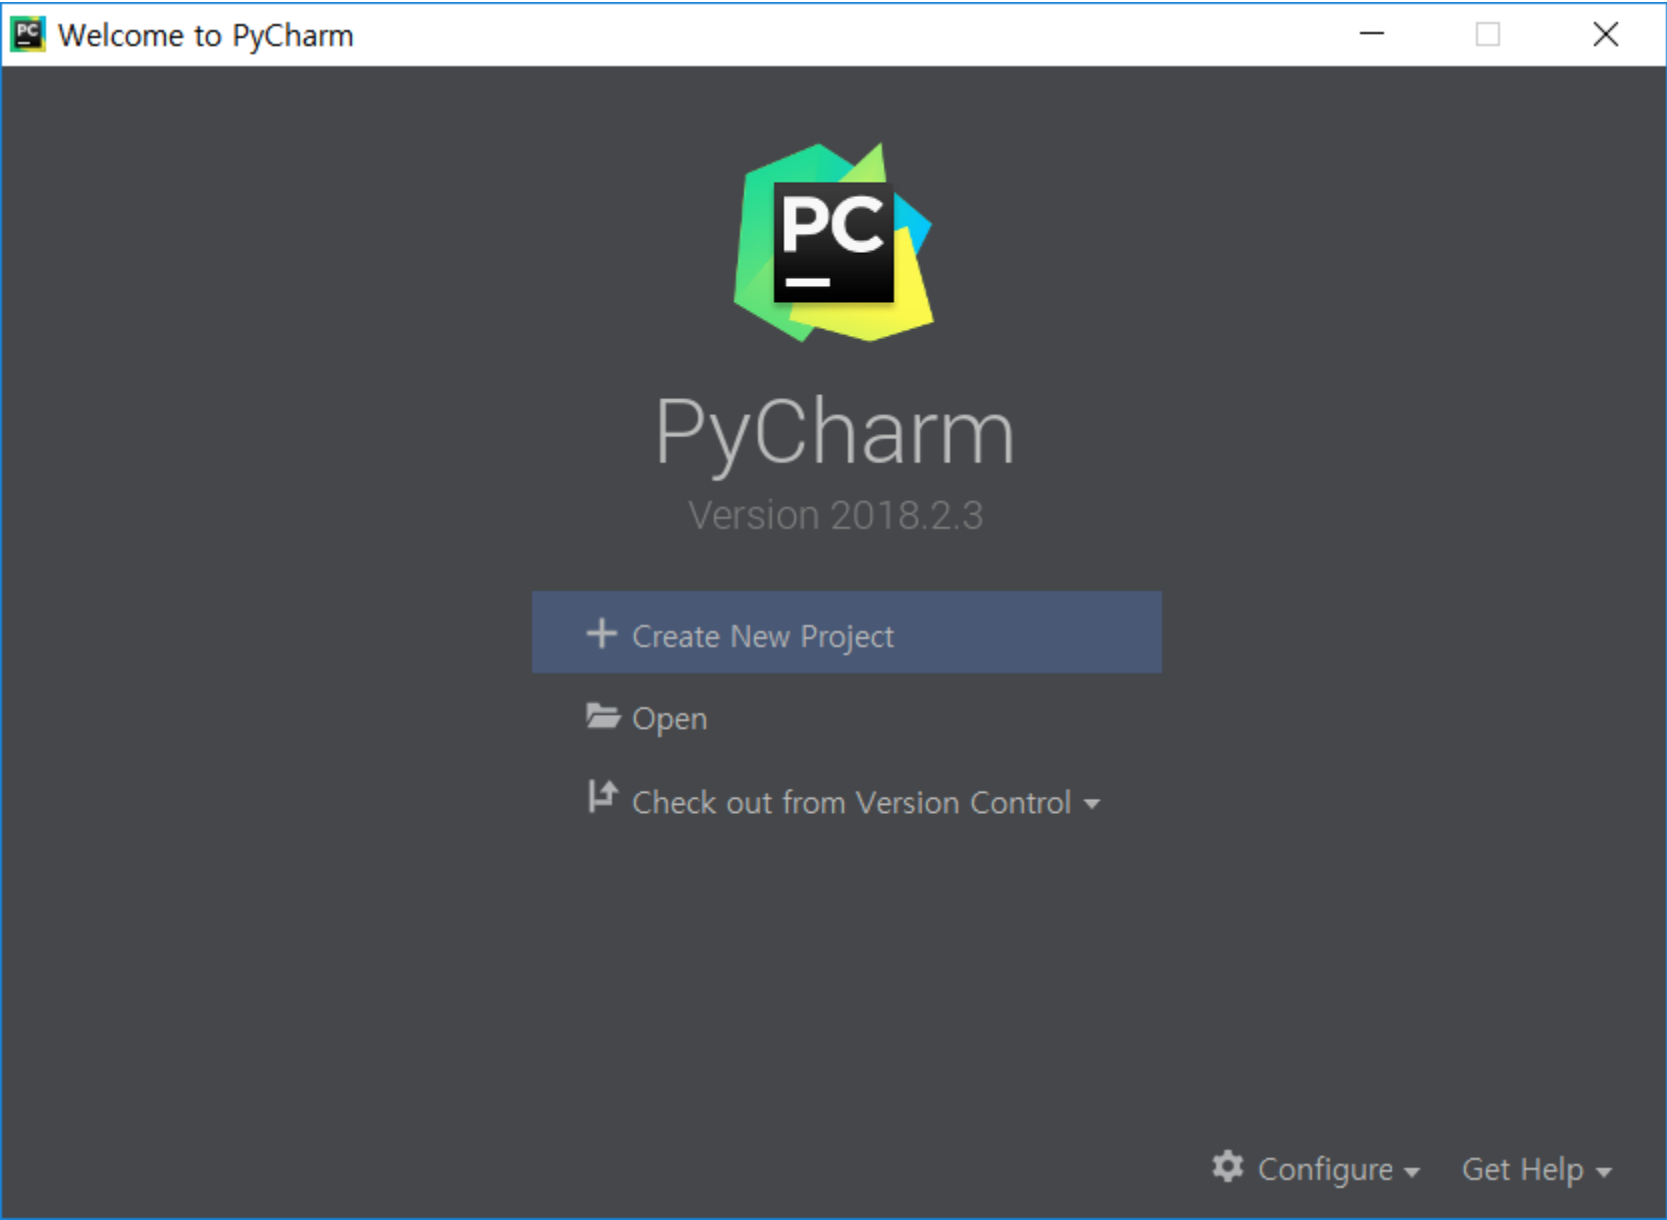 PC Welcome to PyCharm
PC
PyCharm
Version 2018.2.3
Create New Project
Open
Check out from Version Control
Configure Get Help